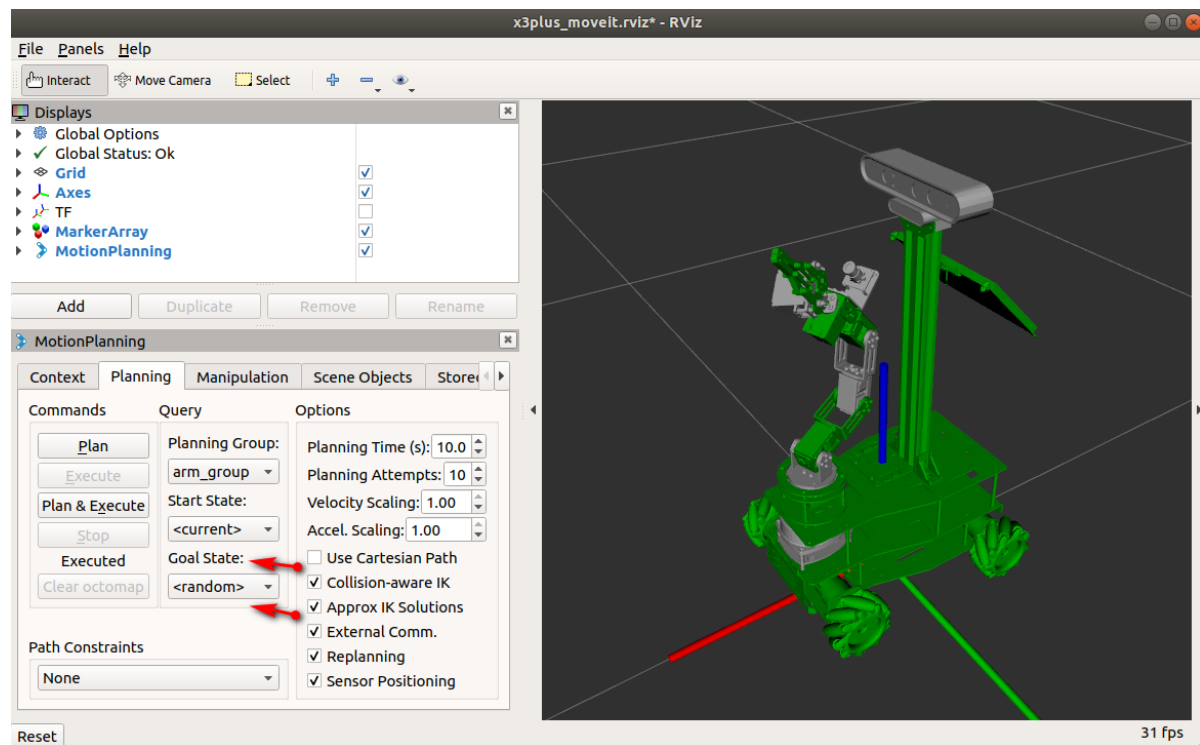 x3plus_moveit.rviz* - RViz
File Panels Help
Interact Move Camera Select
Displays
Global Options
Global Status: Ok
Grid
Axes
TF
MarkerArray
MotionPlanning
Add Duplicate Remove Rename
MotionPlanning
Context Planning Manipulation Scene Objects Store
Commands Query Options
Plan Planning Group: Planning Time (s): 10.0
Execute arm_group Planning Attempts: 10
Plan & Execute Start State: Velocity Scaling: 1.00
Stop <current> Accel. Scaling: 1.00
Executed Goal State: Use Cartesian Path
Clear octomap <random> Collision-aware IK
Approx IK Solutions
External Comm.
Path Constraints Replanning
None Sensor Positioning
Reset 31 fps